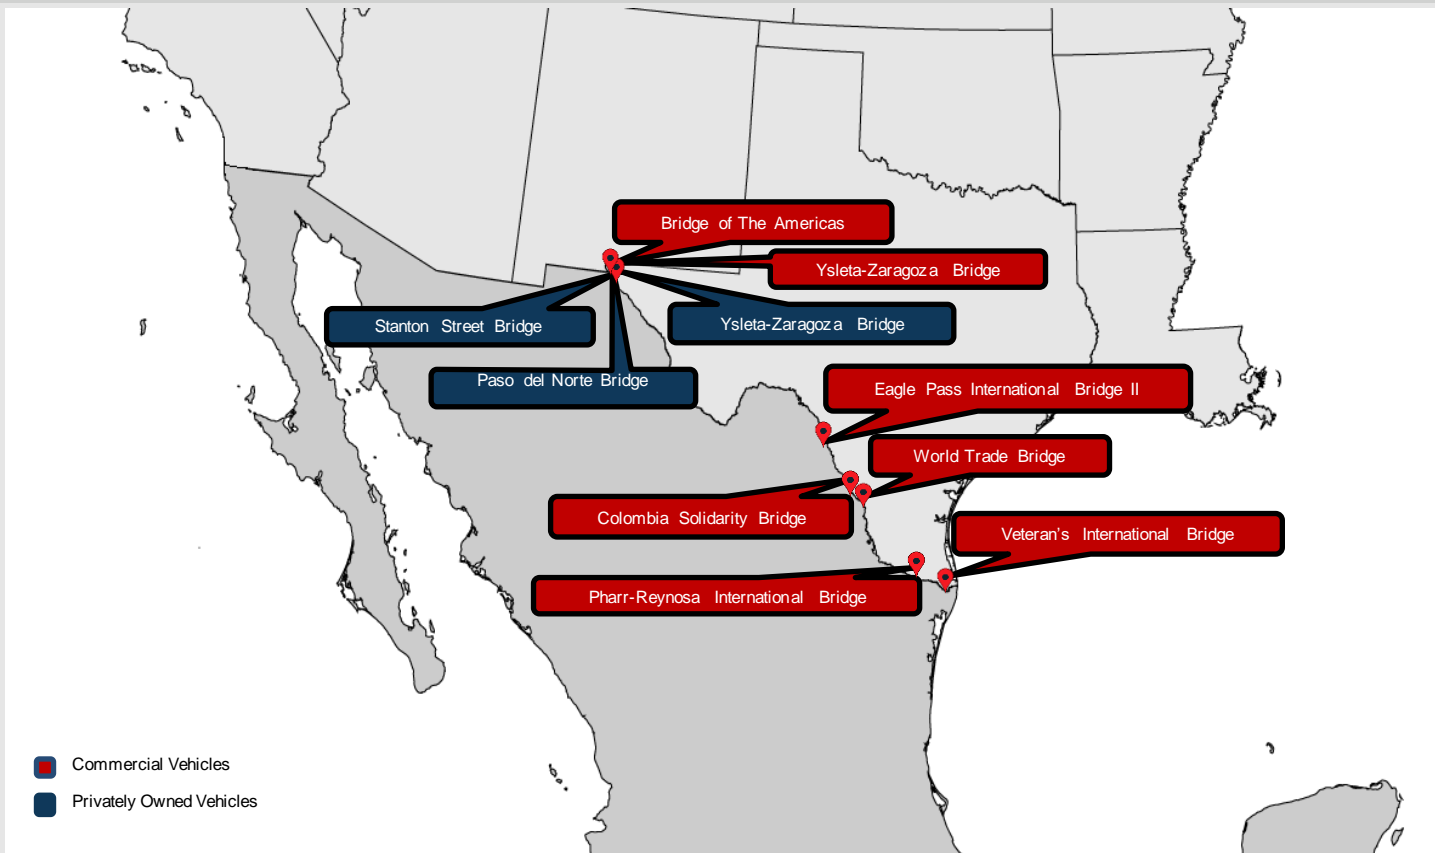 Bridge of The Americas
Ysleta-Zaragoza Bridge
Stanton Street Bridge
Ysleta-Zaragoza Bridge
Paso del Norte Bridge
Eagle Pass International Bridge II
World Trade Bridge
Colombia Solidarity Bridge
Veteran's International Bridge
Pharr-Reynosa International Bridge
Commercial Vehicles
Privately Owned Vehicles